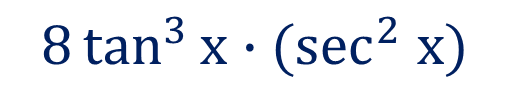 8 tan³ x · (sec² x)